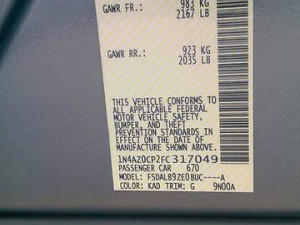 GAWR FR.: 983 KG
2167 LB
GAWR RR.: 923 KG
2035 LB
THIS VEHICLE CONFORMS TO
ALL APPLICABLE FEDERAL
MOTOR VEHICLE SAFETY,
BUMPER, AND THEFT
PREVENTION STANDARDS IN
EFFECT ON THE DATE OF
MANUFACTURE SHOWN ABOVE.
1N4AZ0CP2FC317049
PASSENGER CAR 670
MODEL: FSDALB9ZE0BUC----A
COLOR: KAD TRIM: G 9N00A